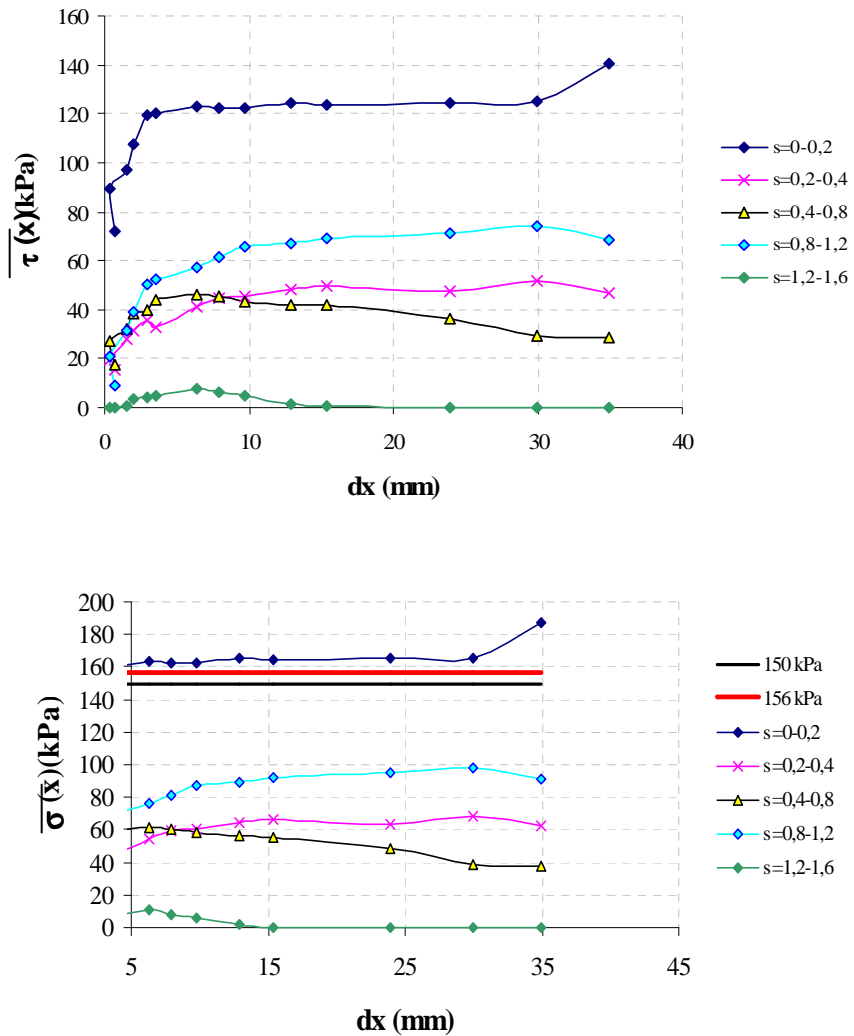 160
140
120
100
80
60
40
20
0
τ (x)(kPa)
0
10
20
30
40
dx (mm)
s=0-0,2
s=0,2-0,4
s=0,4-0,8
s=0,8-1,2
s=1,2-1,6
200
180
160
140
120
100
80
60
40
20
0
σ (x)(kPa)
5
15
25
35
45
dx (mm)
150 kPa
156 kPa
s=0-0,2
s=0,2-0,4
s=0,4-0,8
s=0,8-1,2
s=1,2-1,6